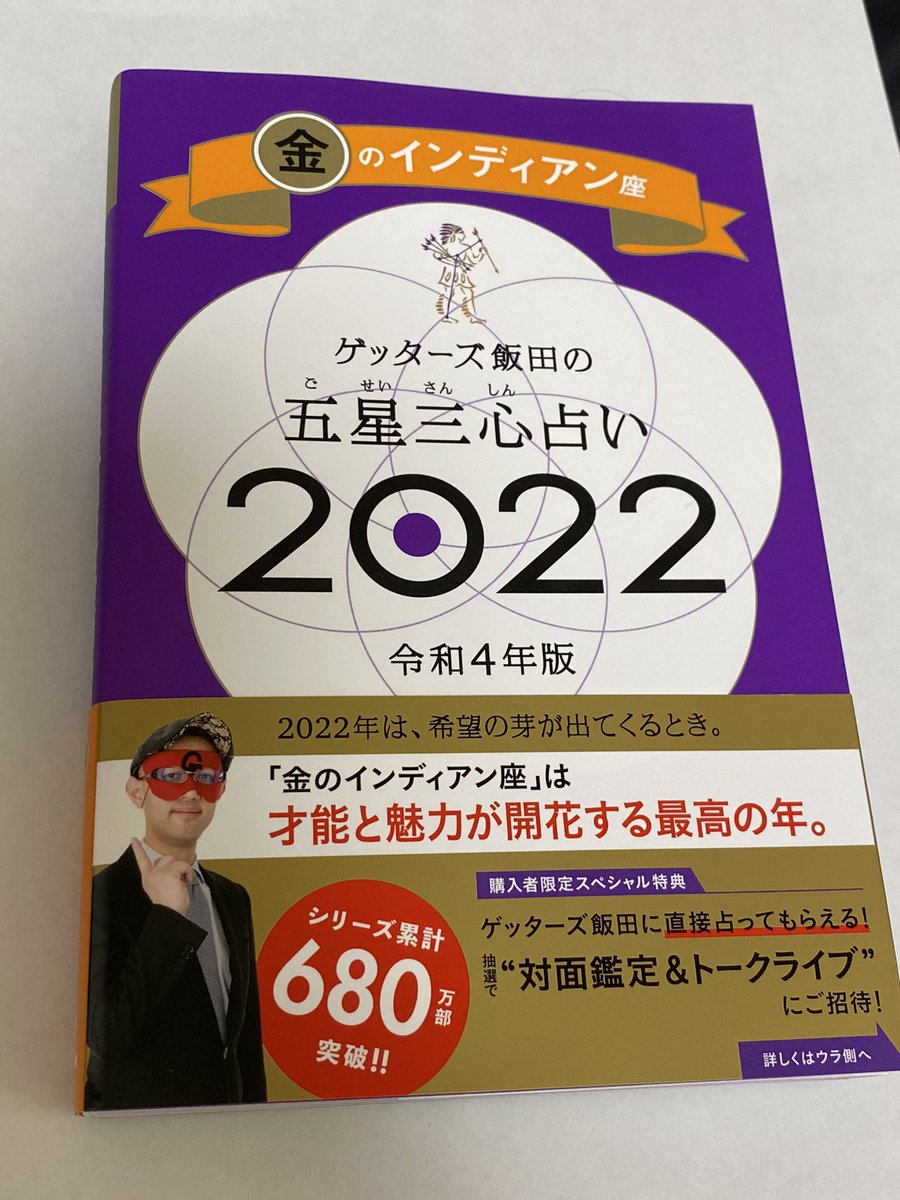 金のインディアン座
ゲッターズ飯田の
ご せい さん しん
五星三心占い
2022
令和4年版
2022年は、希望の芽が出てくるとき。
「金のインディアン座」は
才能と魅力が開花する最高の年。
G
シリーズ累計
680万部
突破!!
購入者限定スペシャル特典
ゲッターズ飯田に直接占ってもらえる!
抽選で“対面鑑定&トークライブ”
にご招待!
詳しくはウラ側へ